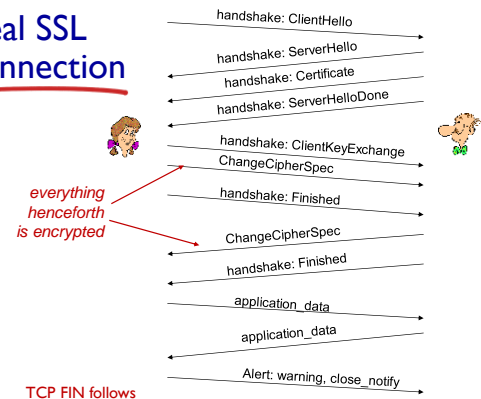 eal SSL
nnection
handshake: ClientHello
handshake: ServerHello
handshake: Certificate
handshake: ServerHelloDone
handshake: ClientKeyExchange
ChangeCipherSpec
everything
henceforth
is encrypted
handshake: Finished
ChangeCipherSpec
handshake: Finished
application_data
application_data
Alert: warning, close_notify
TCP FIN follows